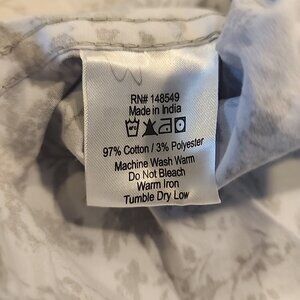 RN# 148549
Made in India
97% Cotton / 3% Polyester
Machine Wash Warm
Do Not Bleach
Warm Iron
Tumble Dry Low